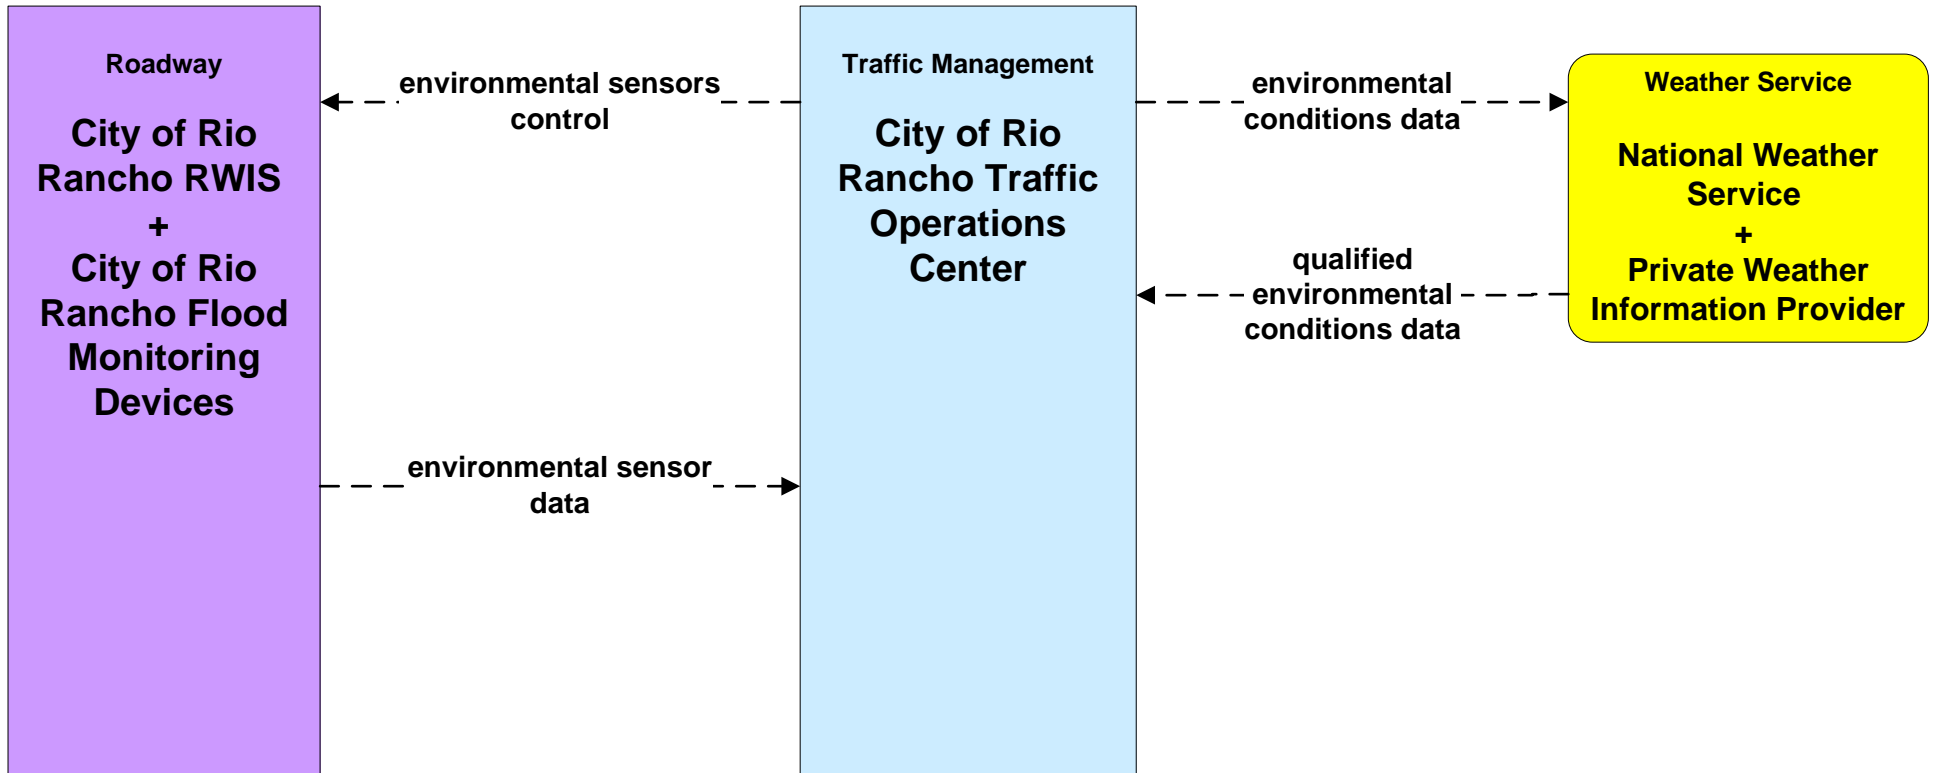 Roadway
City of Rio
Rancho RWIS
+
City of Rio
Rancho Flood
Monitoring
Devices
environmental sensors
control
environmental sensor
data
Traffic Management
City of Rio
Rancho Traffic
Operations
Center
environmental
conditions data
qualified
environmental
conditions data
Weather Service
National Weather
Service
+
Private Weather
Information Provider